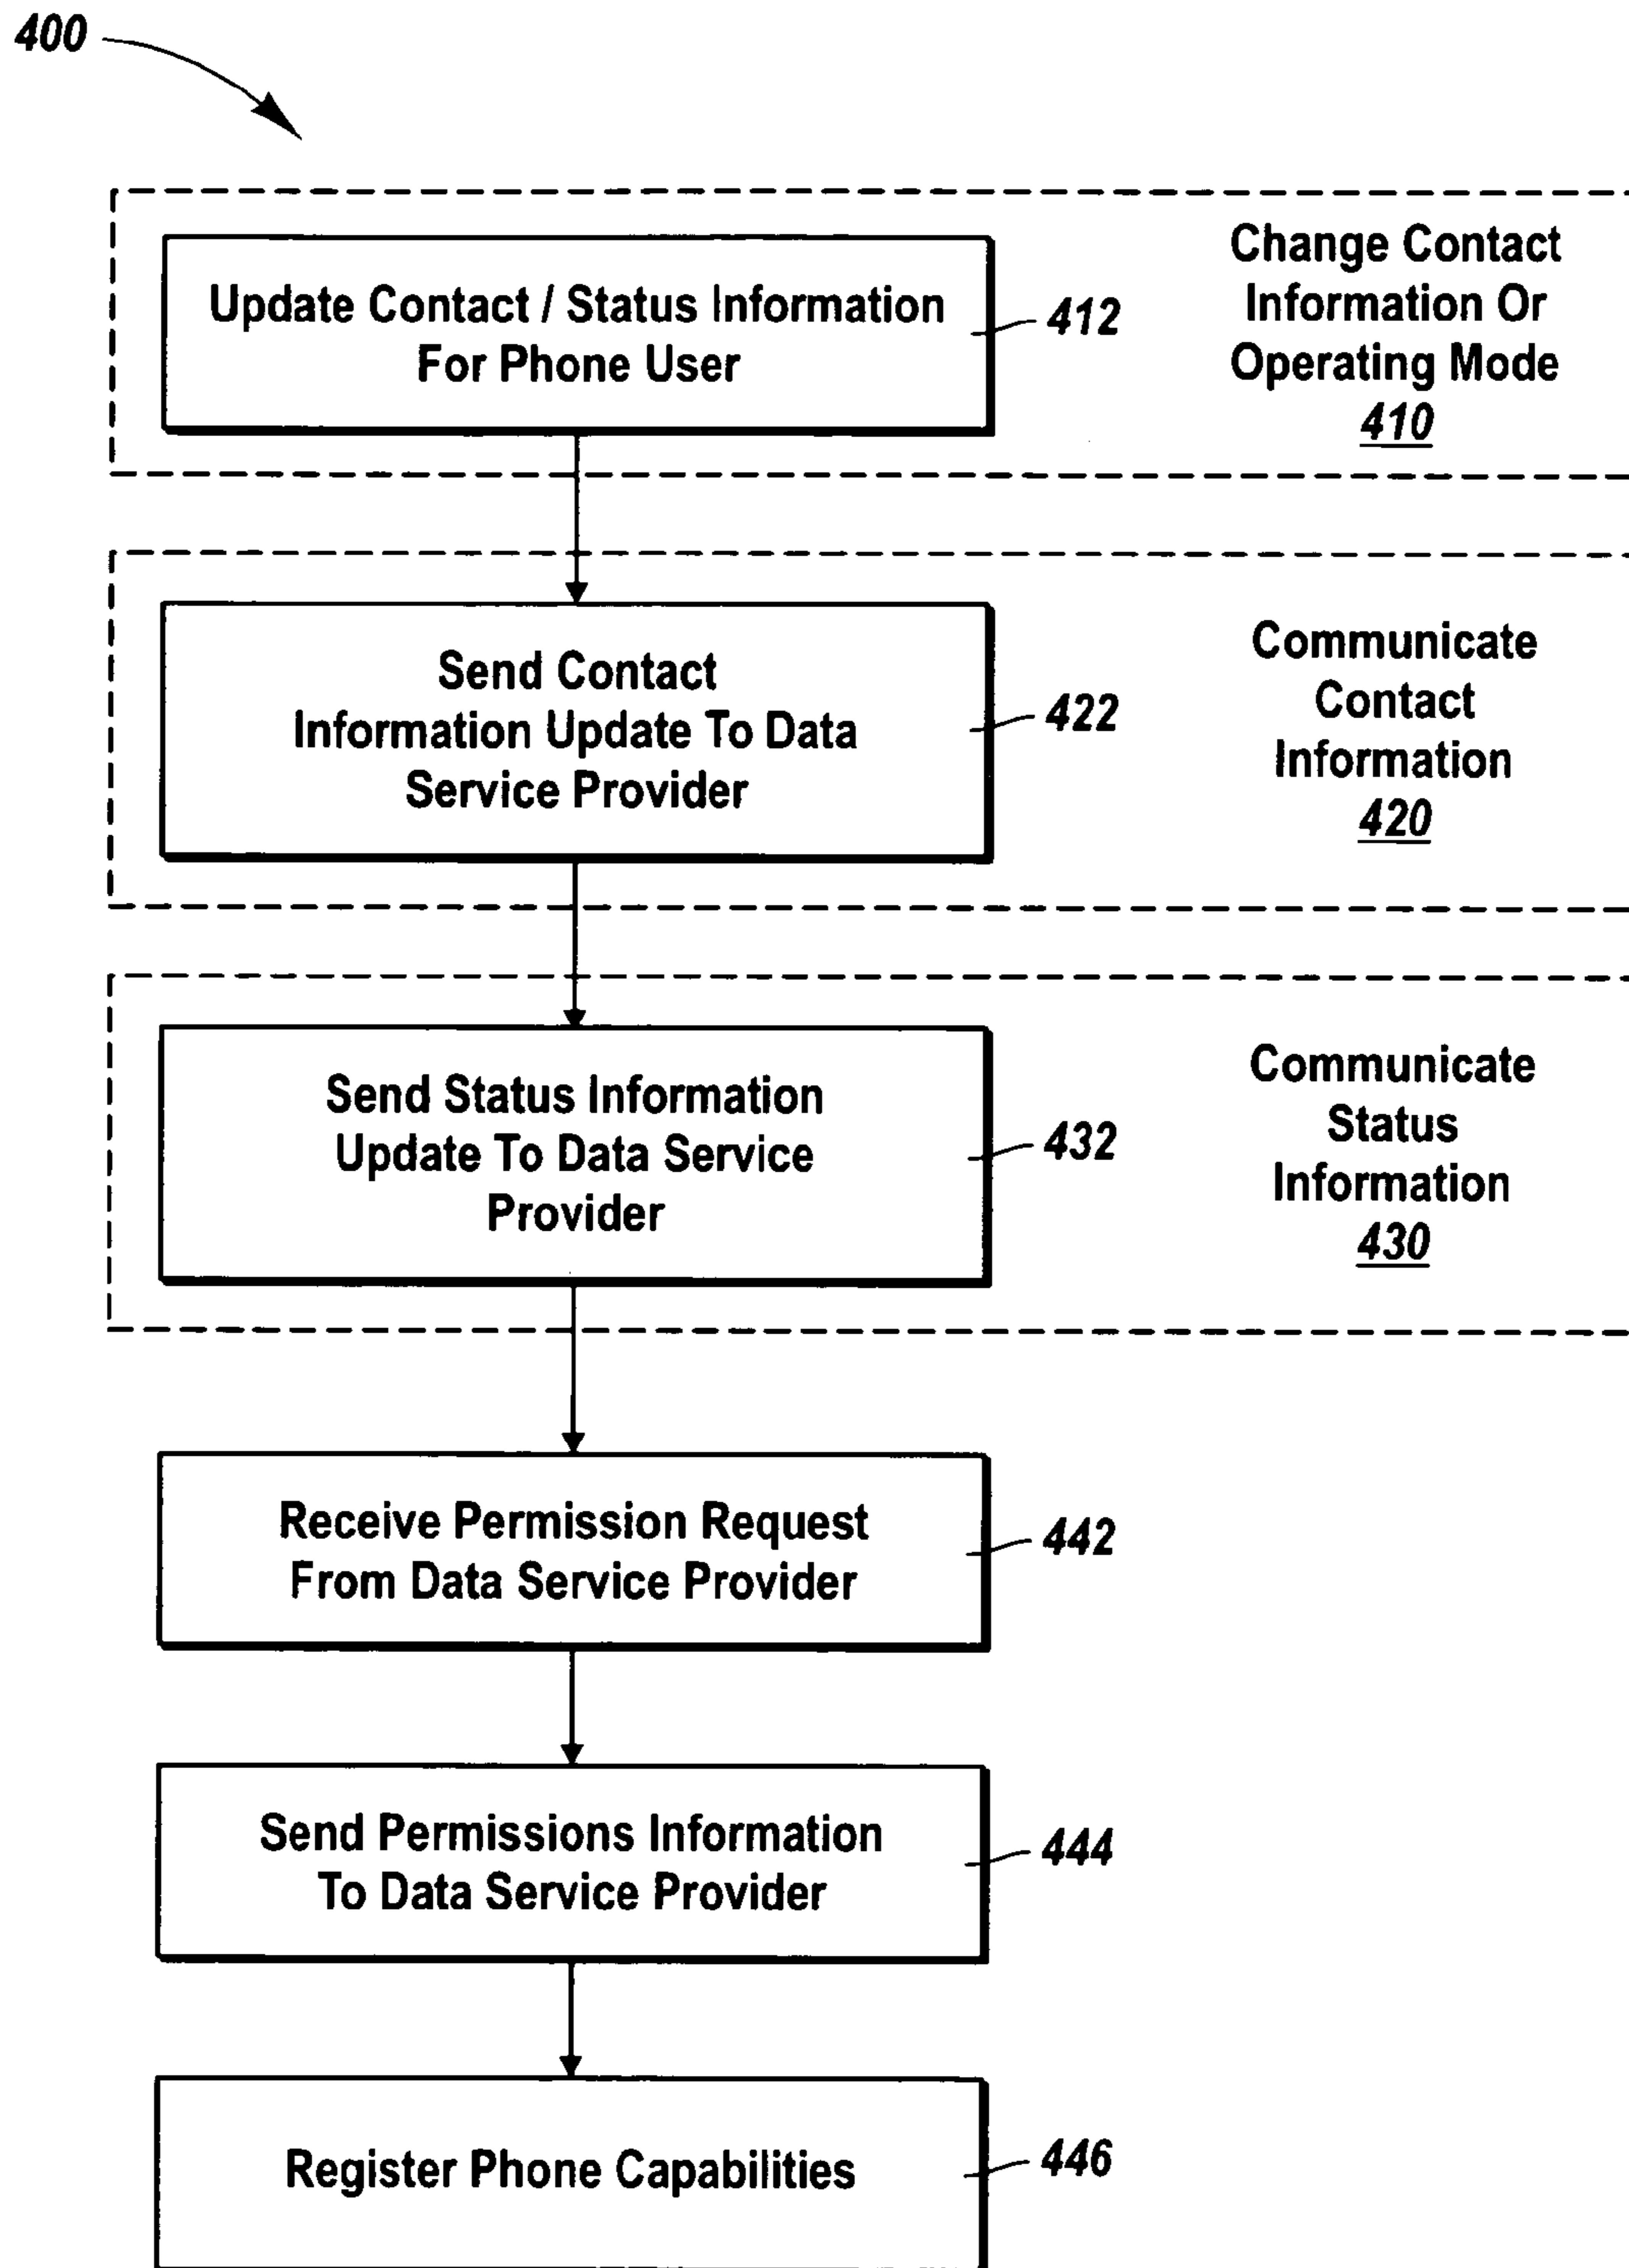 400
Update Contact / Status Information
For Phone User
412
Change Contact
Information Or
Operating Mode
410
Send Contact
Information Update To Data
Service Provider
422
Communicate
Contact
Information
420
Send Status Information
Update To Data Service
Provider
432
Communicate
Status
Information
430
Receive Permission Request
From Data Service Provider
442
Send Permissions Information
To Data Service Provider
444
Register Phone Capabilities
446